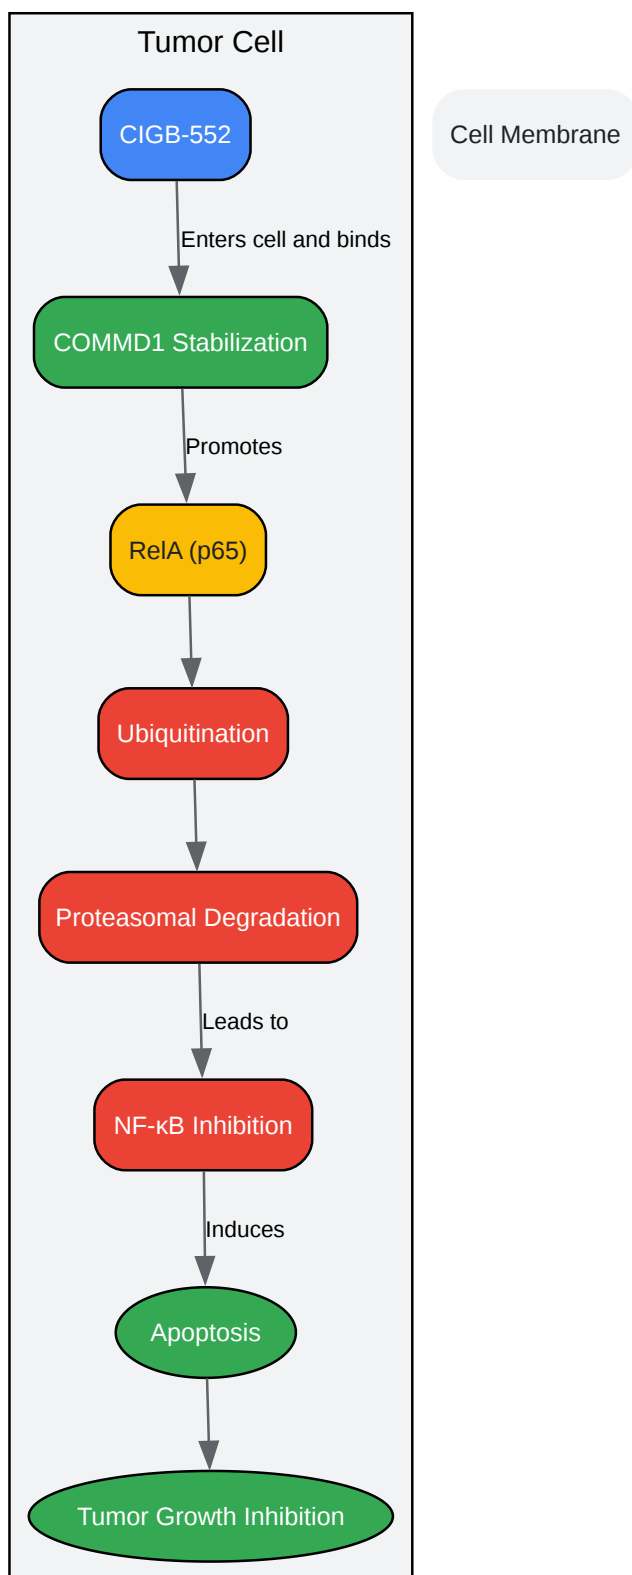 Tumor Cell
CIGB-552
Cell Membrane
Enters cell and binds
COMMD1 Stabilization
Promotes
RelA (p65)
Ubiquitination
Proteasomal Degradation
Leads to
NF-κB Inhibition
Induces
Apoptosis
Tumor Growth Inhibition